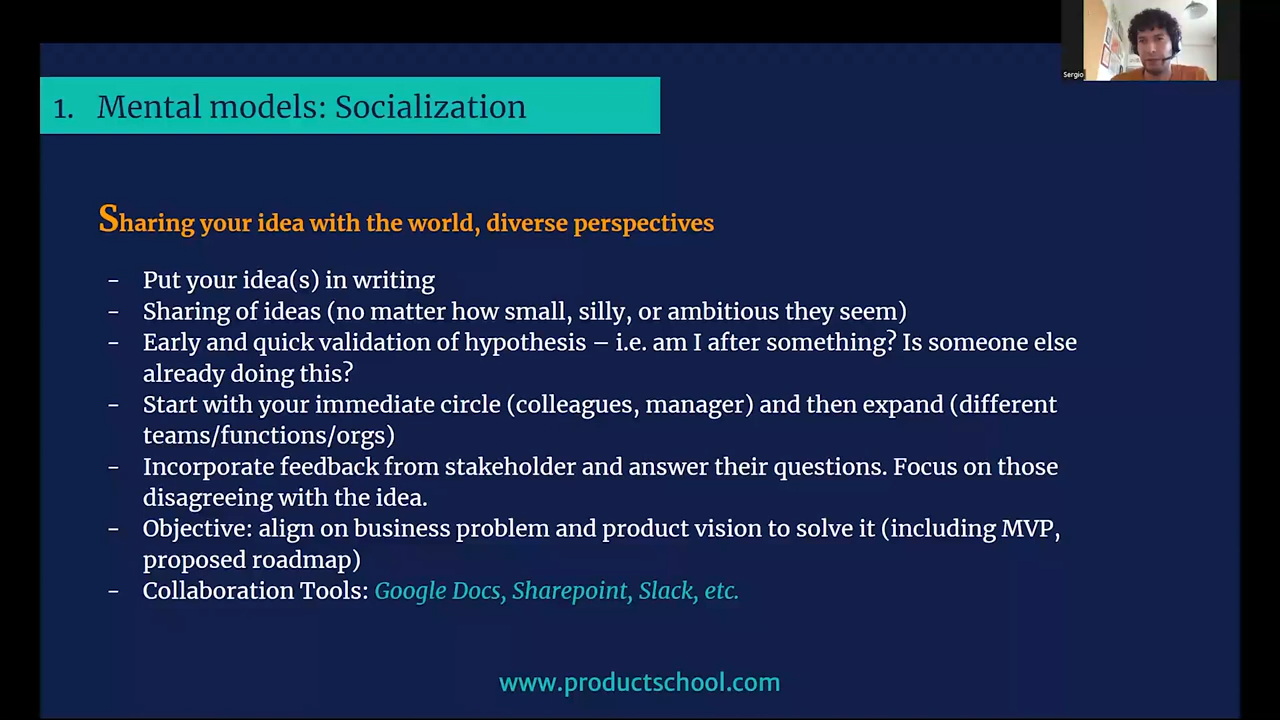 Sergio
1. Mental models: Socialization
Sharing your idea with the world, diverse perspectives
- Put your idea(s) in writing
- Sharing of ideas (no matter how small, silly, or ambitious they seem)
- Early and quick validation of hypothesis – i.e. am I after something? Is someone else
already doing this?
- Start with your immediate circle (colleagues, manager) and then expand (different
teams/functions/orgs)
- Incorporate feedback from stakeholder and answer their questions. Focus on those
disagreeing with the idea.
- Objective: align on business problem and product vision to solve it (including MVP,
proposed roadmap)
- Collaboration Tools: Google Docs, Sharepoint, Slack, etc.
www.productschool.com